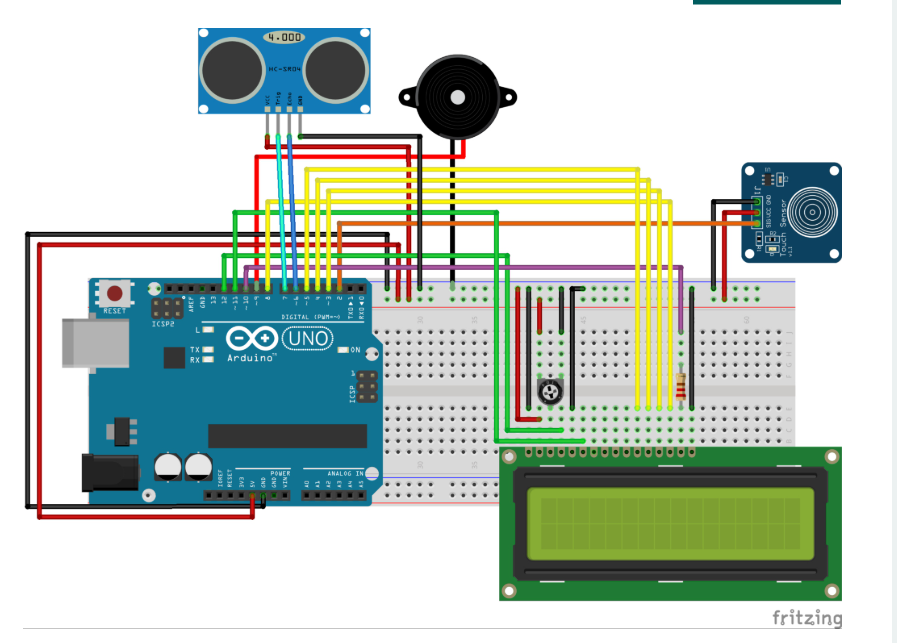 4.000
HC-SR04
VCC
Trig
Echo
GND
SIG VCC GND
Touch
Sensor
RESET
ICSP2
AREF
GND
13
12
~11
~10
~9
8
7
~6
~5
4
~3
2
TX0▶1
RX0◀0
DIGITAL (PWM=~)
L
TX
RX
Arduino™
UNO
ON
ICSP
POWER
ANALOG IN
IOREF
RESET
3V3
5V
GND
GND
VIN
A0
A1
A2
A3
A4
A5
fritzing